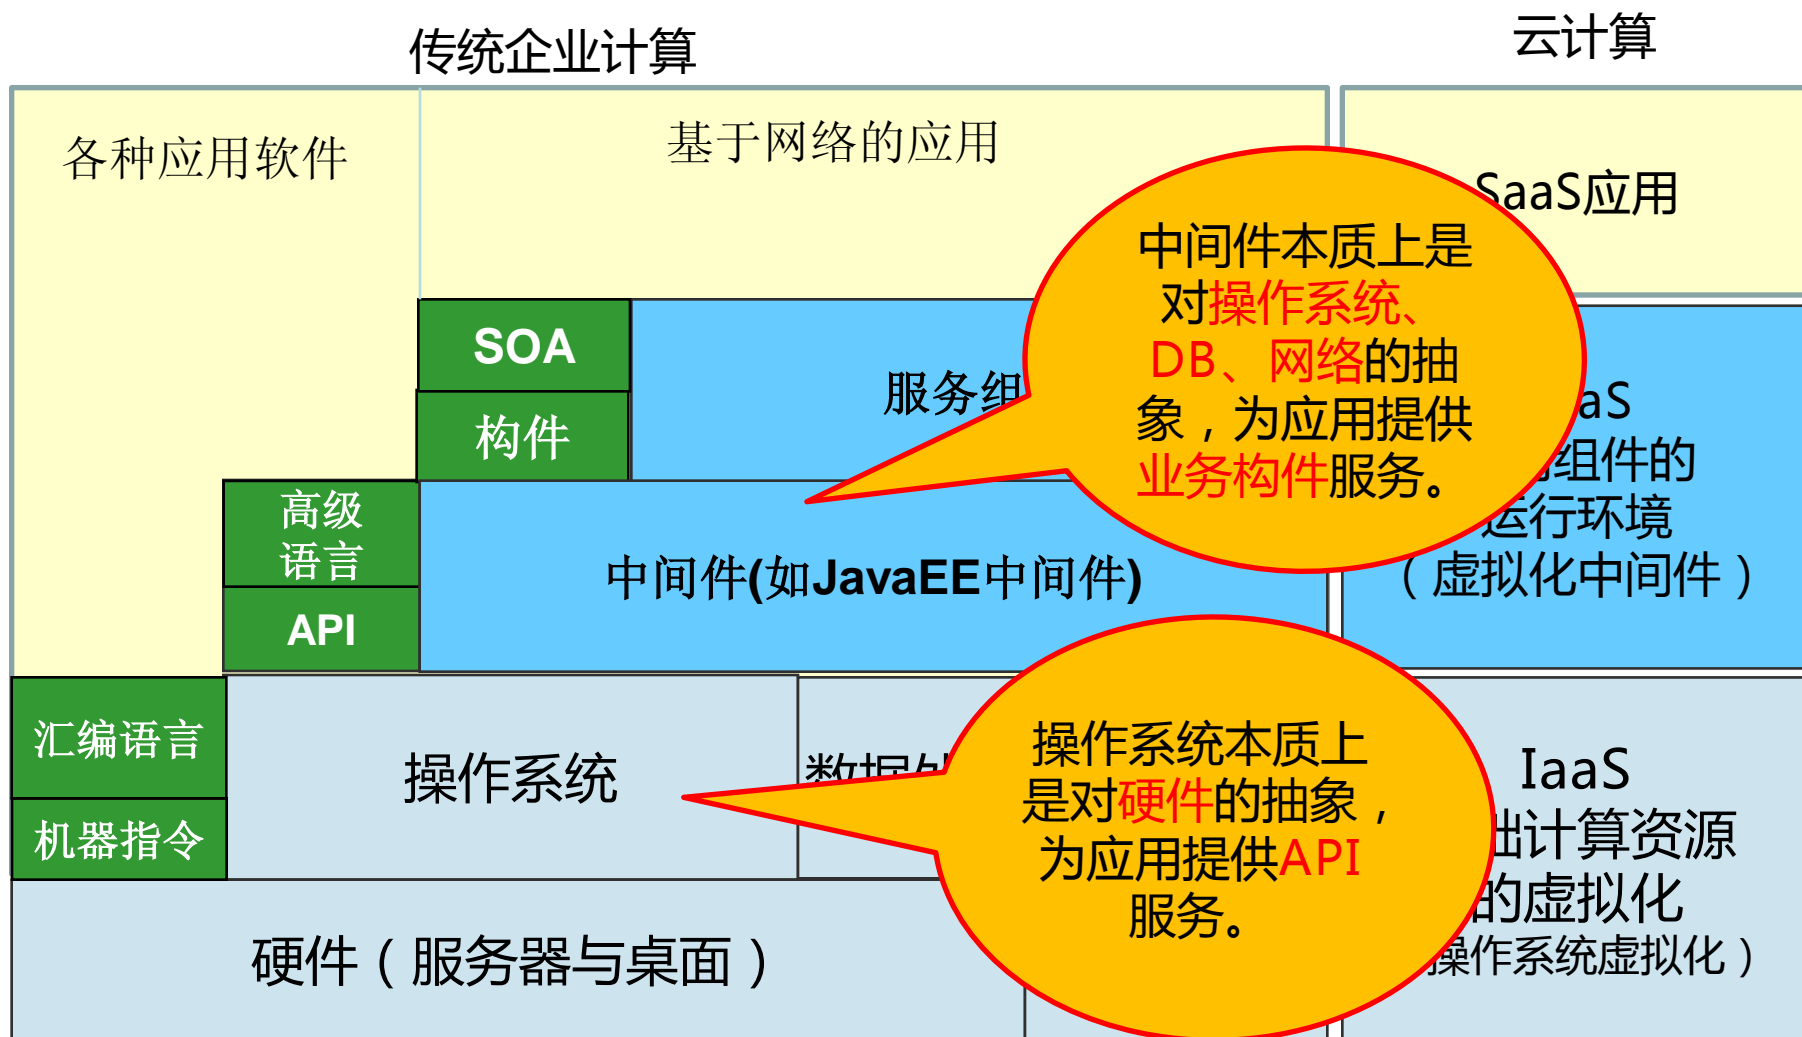 传统企业计算
云计算
各种应用软件
基于网络的应用
SaaS应用
中间件本质上是
对操作系统、
DB、网络的抽
象，为应用提供
业务构件服务。
SOA
构件
服务组
aS
组件的
运行环境
（虚拟化中间件）
高级
语言
API
中间件(如JavaEE中间件)
汇编语言
机器指令
操作系统
数据处
操作系统本质上
是对硬件的抽象，
为应用提供API
服务。
IaaS
础计算资源
的虚拟化
操作系统虚拟化）
硬件（服务器与桌面）